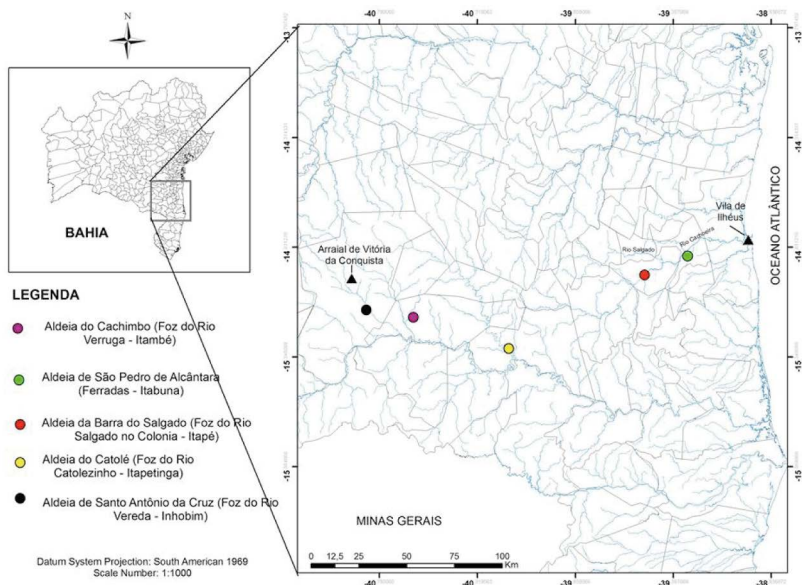 N
BAHIA
LEGENDA
Aldeia do Cachimbo (Foz do Rio
Verruga - Itambé)
Aldeia de São Pedro de Alcântara
(Ferradas - Itabuna)
Aldeia da Barra do Salgado (Foz do Rio
Salgado no Colonia - Itapé)
Aldeia do Catolé (Foz do Rio
Catolezinho - Itapetinga)
Aldeia de Santo Antônio da Cruz (Foz do Rio
Vereda - Inhobim)
Datum System Projection: South American 1969
Scale Number: 1:1000
-40 -40 -39 -39 -38
-13
-14
-14
-15
-15
-13
-14
-14
-15
-15
Arraial de Vitória
da Conquista
Rio Salgado
Rio Cachoeira
Vila de
Ilhéus
OCEANO ATLÂNTICO
MINAS GERAIS
0 12,5 25 50 75 100
Km
-40 -40 -39 -39 -38